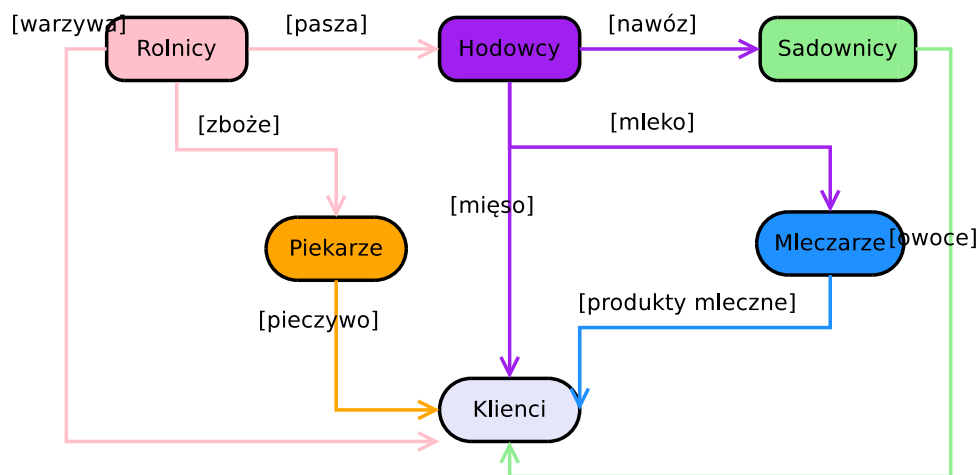 [warzywa]
Rolnicy
[pasza]
Hodowcy
[nawóz]
Sadownicy
[zboże]
[mleko]
[mięso]
Piekarze
Mleczarze
[owoce]
[pieczywo]
[produkty mleczne]
Klienci